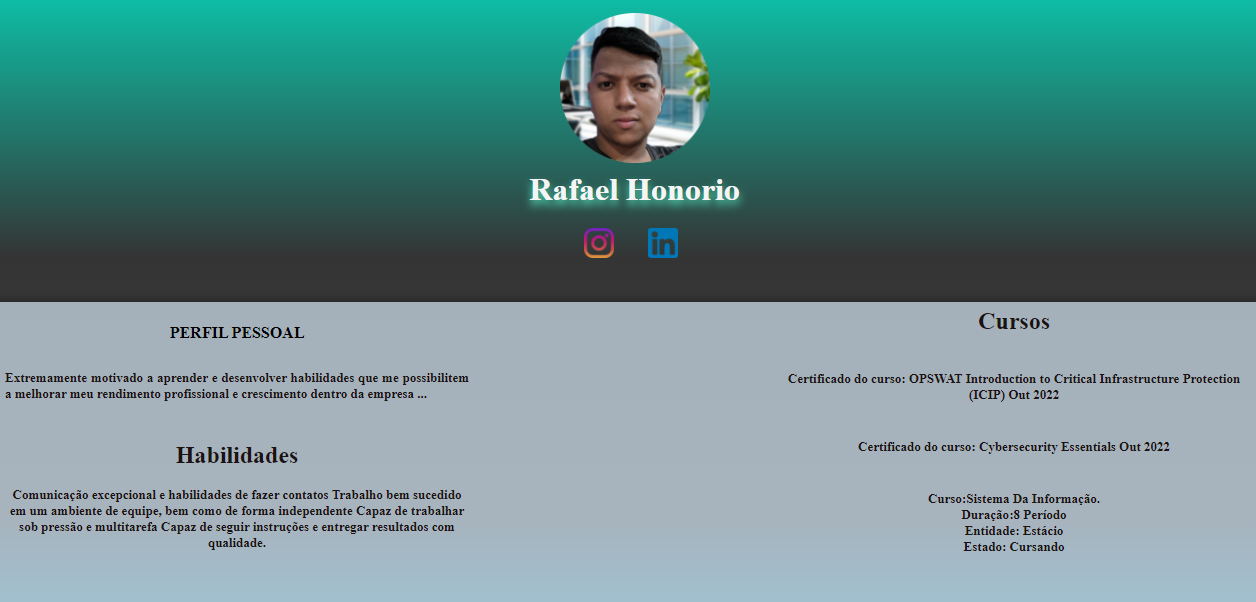 Rafael Honorio
PERFIL PESSOAL
Extremamente motivado a aprender e desenvolver habilidades que me possibilitem
a melhorar meu rendimento profissional e crescimento dentro da empresa ...
Habilidades
Comunicação excepcional e habilidades de fazer contatos Trabalho bem sucedido
em um ambiente de equipe, bem como de forma independente Capaz de trabalhar
sob pressão e multitarefa Capaz de seguir instruções e entregar resultados com
qualidade.
Cursos
Certificado do curso: OPSWAT Introduction to Critical Infrastructure Protection
(ICIP) Out 2022
Certificado do curso: Cybersecurity Essentials Out 2022
Curso:Sistema Da Informação.
Duração:8 Período
Entidade: Estácio
Estado: Cursando